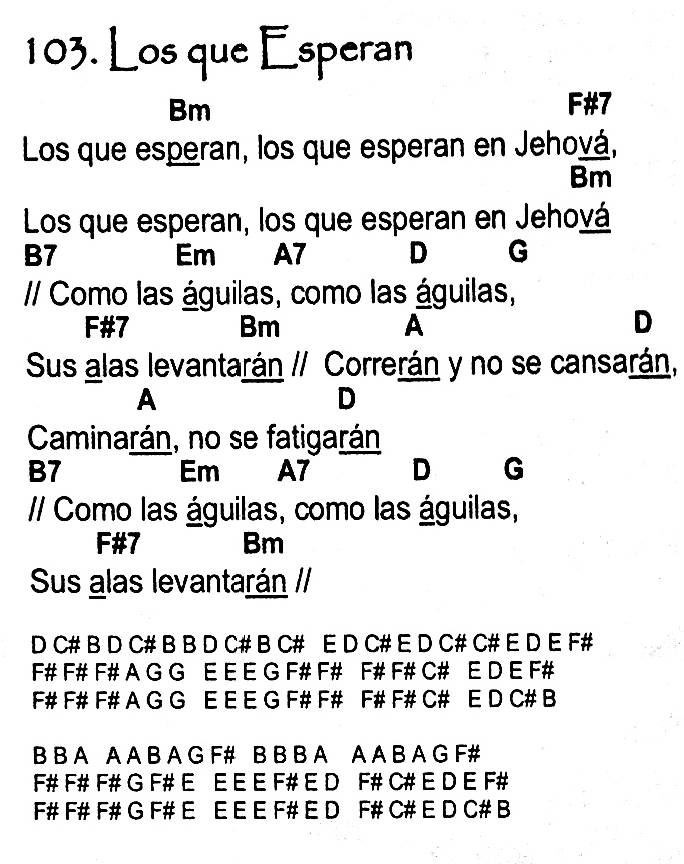 103. Los que Esperan
Bm F#7
Los que esperan, los que esperan en Jehová,
Bm
Los que esperan, los que esperan en Jehová
B7 Em A7 D G
// Como las águilas, como las águilas,
F#7 Bm A D
Sus alas levantarán // Correrán y no se cansarán,
A D
Caminarán, no se fatigarán
B7 Em A7 D G
// Como las águilas, como las águilas,
F#7 Bm
Sus alas levantarán //
D C# B D C# B B D C# B C# E D C# E D C# C# E D E F#
F# F# F# A G G E E E G F# F# F# F# C# E D E F#
F# F# F# A G G E E E G F# F# F# F# C# E D C# B
B B A A A B A G F# B B B A A A B A G F#
F# F# F# G F# E E E E F# E D F# C# E D E F#
F# F# F# G F# E E E E F# E D F# C# E D C# B